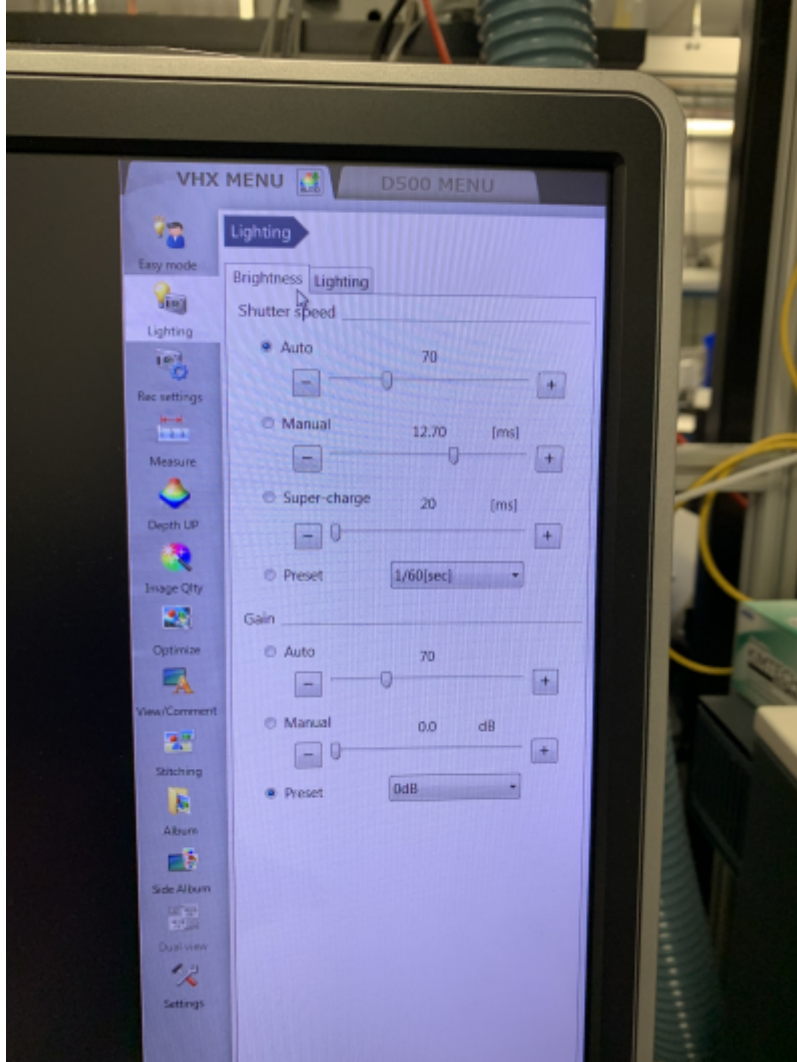 VHX MENU
D500 MENU
Lighting
Easy mode
Brightness
Lighting
Shutter speed
Lighting
Auto
70
−
+
Rec settings
Manual
12.70
[ms]
−
+
Measure
Super-charge
20
[ms]
−
+
Depth UP
Preset
1/60[sec]
Image Qlty
Gain
Optimize
Auto
70
−
+
View/Comment
Manual
0.0
dB
−
+
Stitching
Preset
0dB
Album
Side Album
Dual view
Settings